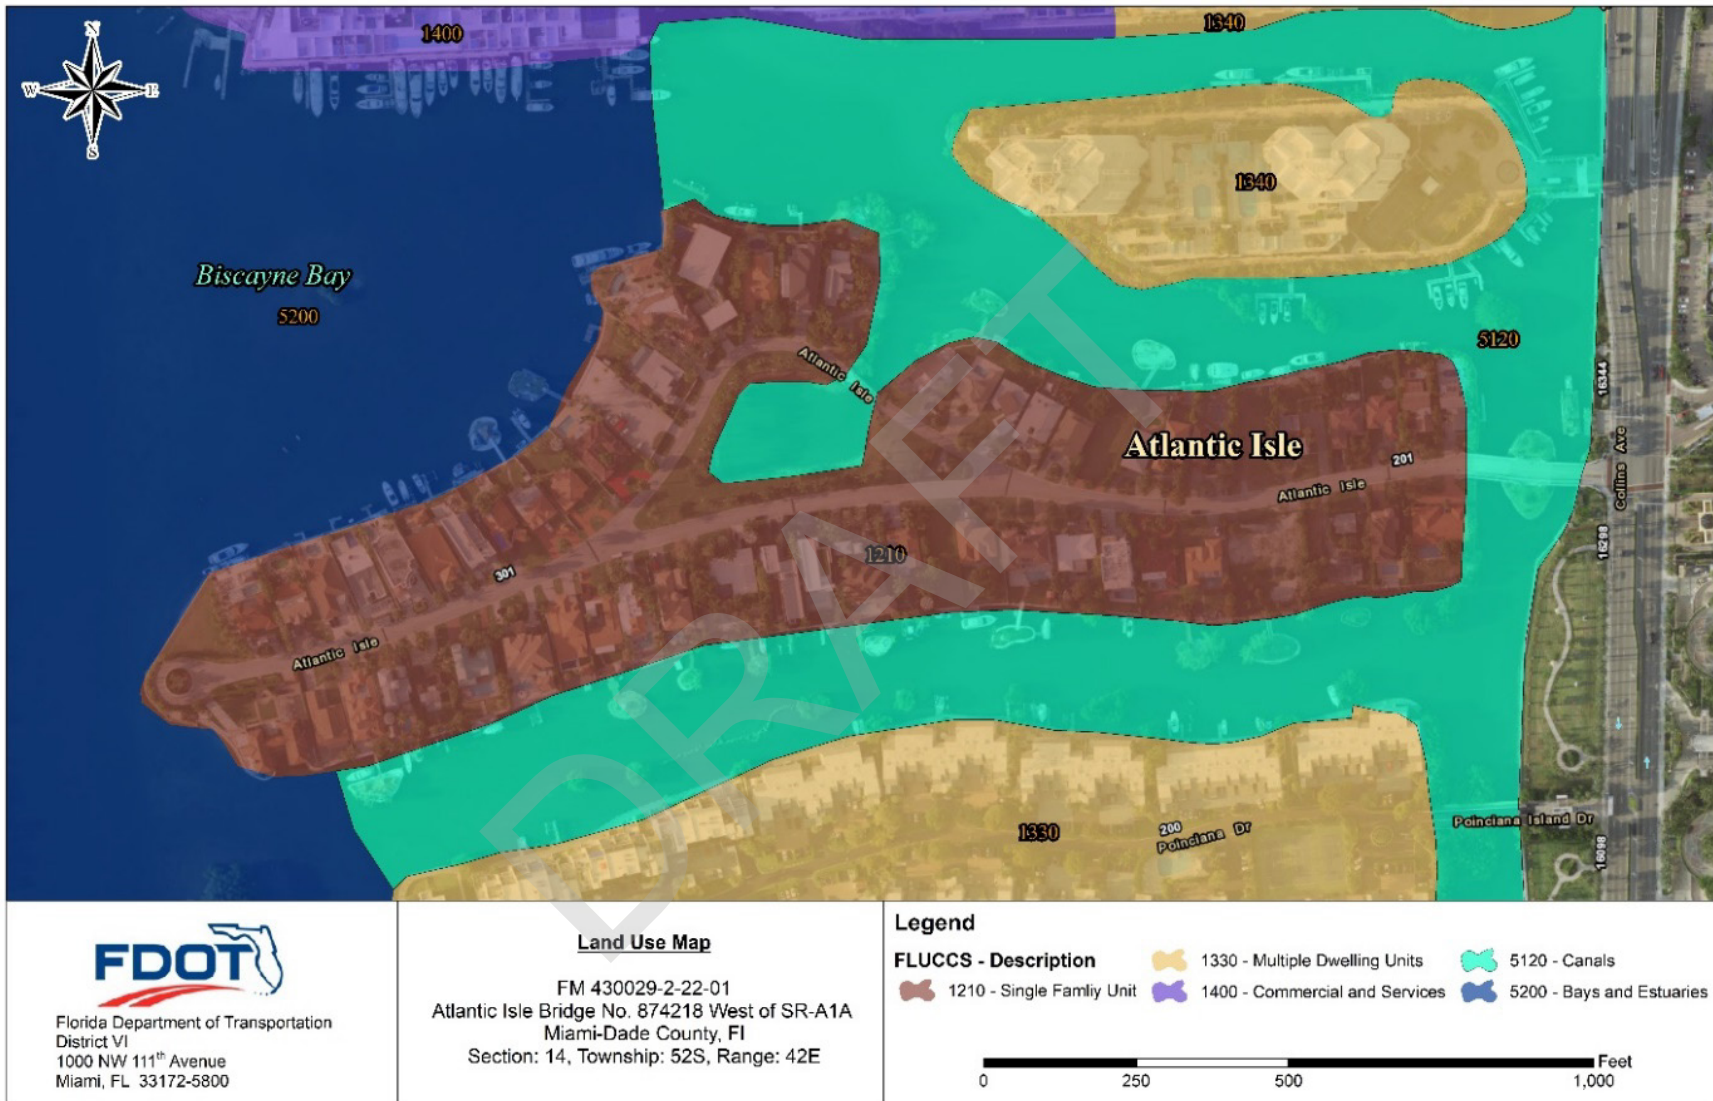 N
W
E
S
1400
1340
1340
Biscayne Bay
5200
5120
Atlantic Isle
16344
Atlantic Isle
201
Collins Ave
Atlantic Isle
16298
1210
301
Atlantic Isle
DRAFT
1330
200
Poinciana Dr
Poinciana Island Dr
16098
FDOT
Florida Department of Transportation
District VI
1000 NW 111th Avenue
Miami, FL 33172-5800
Land Use Map
FM 430029-2-22-01
Atlantic Isle Bridge No. 874218 West of SR-A1A
Miami-Dade County, Fl
Section: 14, Township: 52S, Range: 42E
Legend
FLUCCS - Description
1210 - Single Famliy Unit
1330 - Multiple Dwelling Units
1400 - Commercial and Services
5120 - Canals
5200 - Bays and Estuaries
Feet
0 250 500 1,000